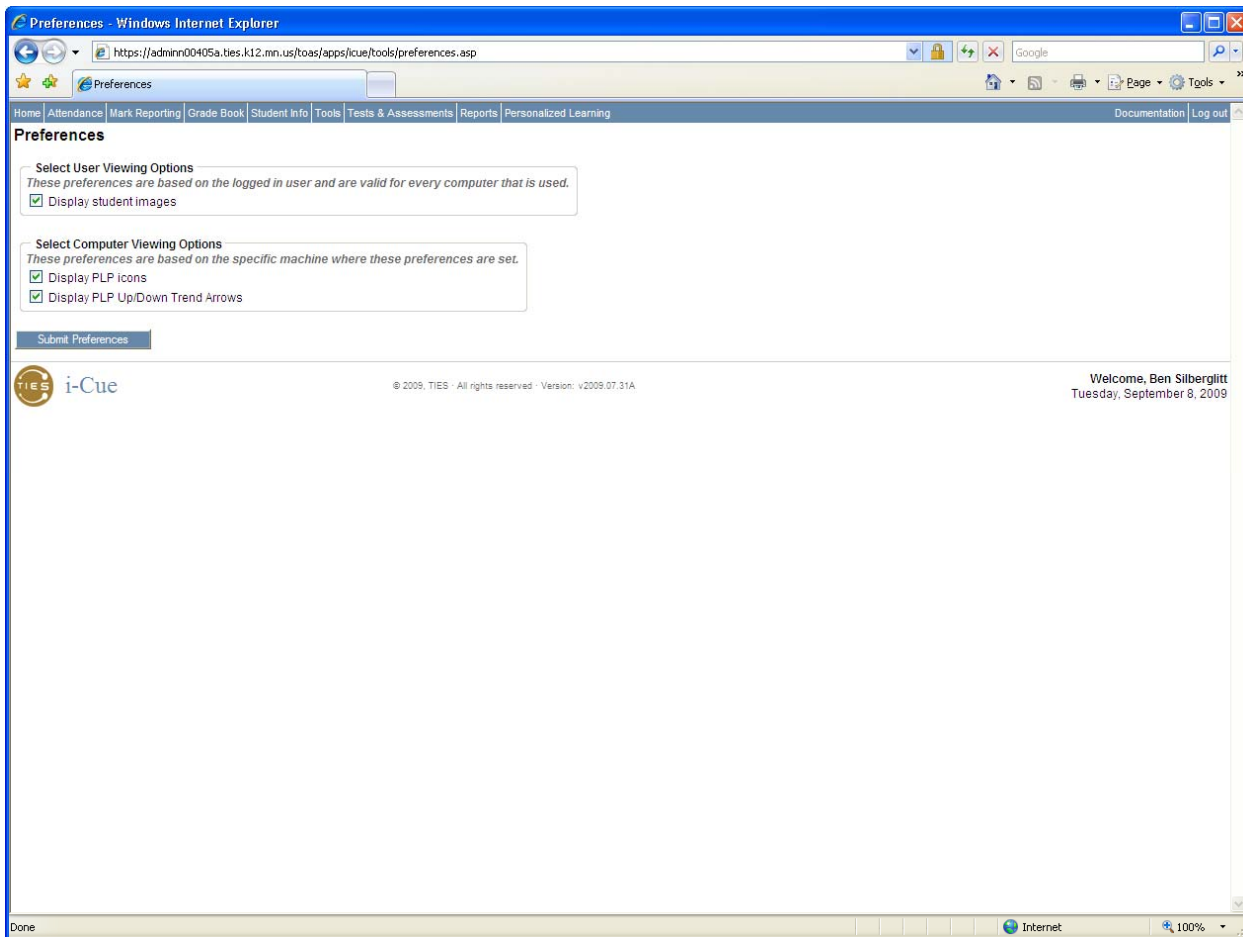 Preferences - Windows Internet Explorer
https://adminn00405a.ties.k12.mn.us/toas/apps/icue/tools/preferences.asp
Google
Preferences
Page Tools »
Home Attendance Mark Reporting Grade Book Student Info Tools Tests & Assessments Reports Personalized Learning Documentation Log out
Preferences
Select User Viewing Options
These preferences are based on the logged in user and are valid for every computer that is used.
Display student images
Select Computer Viewing Options
These preferences are based on the specific machine where these preferences are set.
Display PLP icons
Display PLP Up/Down Trend Arrows
Submit Preferences
TIES i-Cue
© 2009, TIES · All rights reserved · Version: v2009.07.31A
Welcome, Ben Silberglitt
Tuesday, September 8, 2009
Done Internet 100%